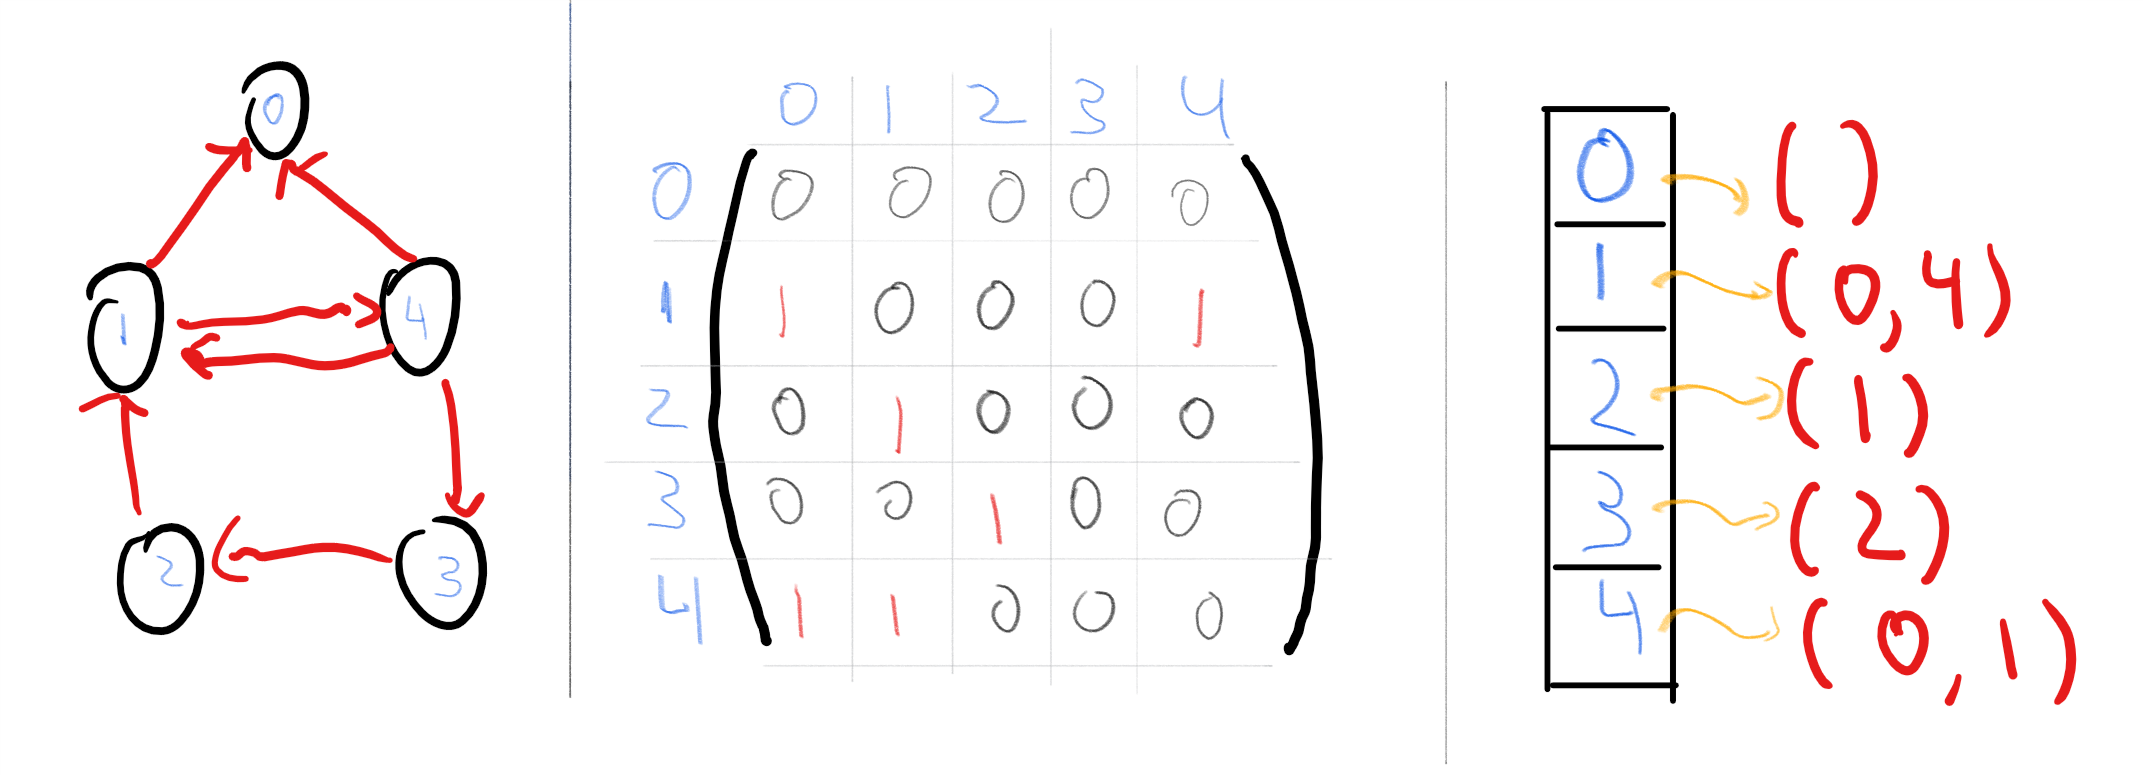 0
1 4
2 3
0 1 2 3 4
0 0 0 0 0 0
1 1 0 0 0 1
2 0 1 0 0 0
3 0 0 1 0 0
4 1 1 0 0 0
0 ( )
1 (0,4)
2 (1)
3 (2)
4 (0,1)